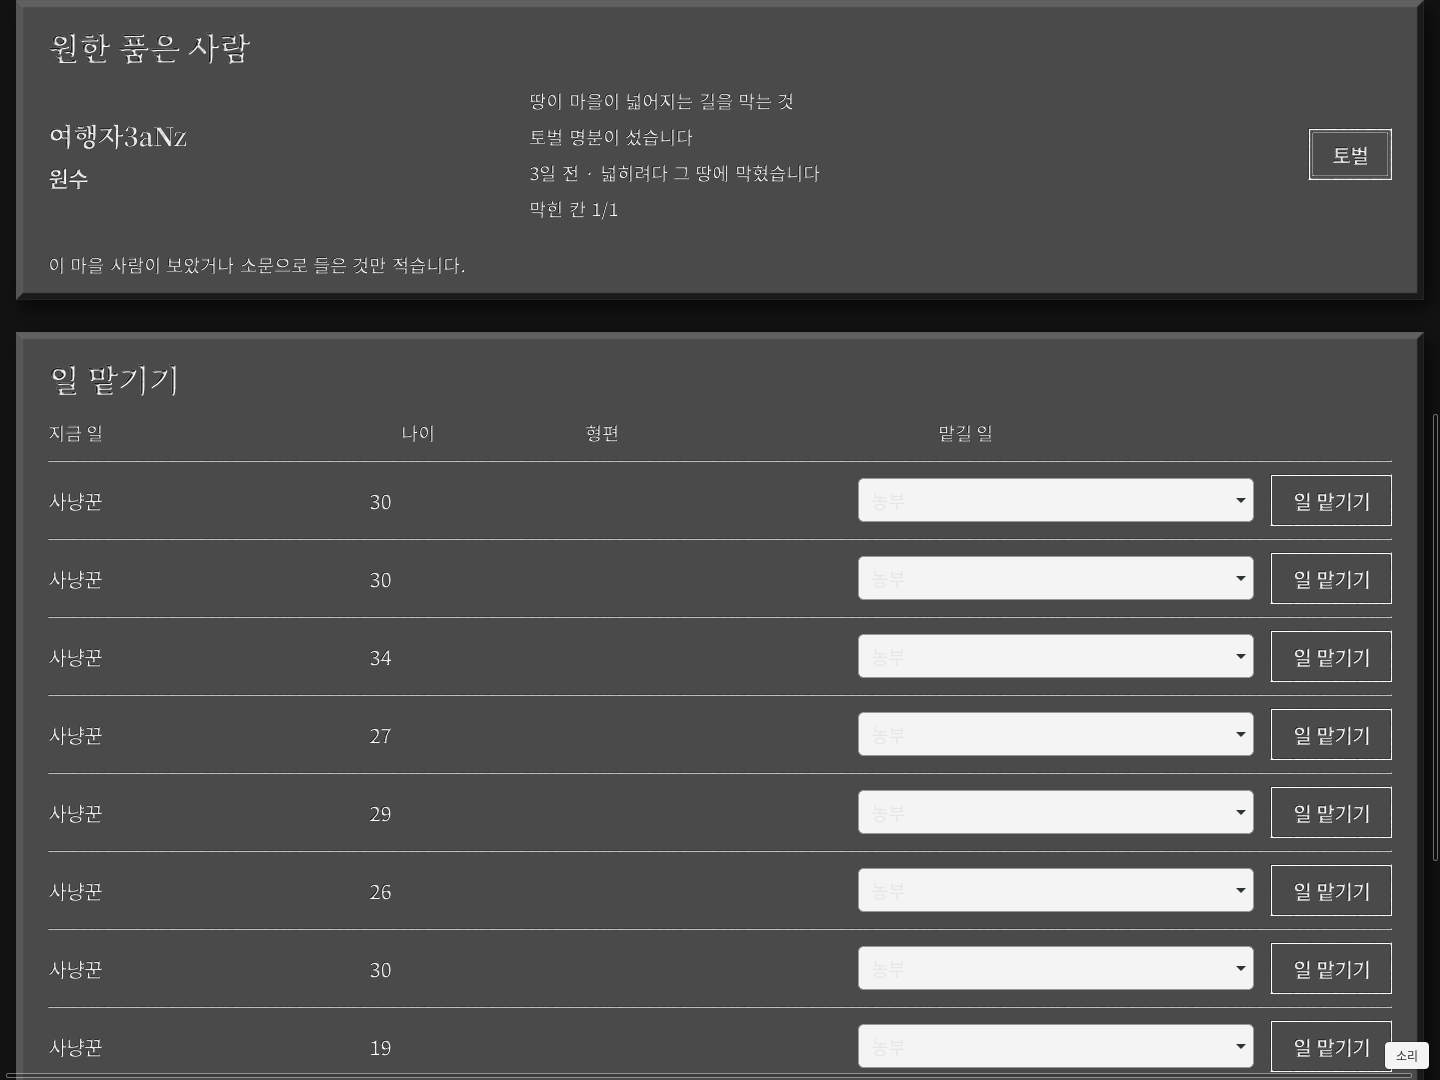 원한 품은 사람
여행자3aNz
원수
땅이 마을이 넓어지는 길을 막는 것
토벌 명분이 섰습니다
3일 전 · 넓히려다 그 땅에 막혔습니다
막힌 칸 1/1
토벌
이 마을 사람이 보았거나 소문으로 들은 것만 적습니다.
일 맡기기
지금 일 나이 형편 맡길 일
사냥꾼 30 농부 일 맡기기
사냥꾼 30 농부 일 맡기기
사냥꾼 34 농부 일 맡기기
사냥꾼 27 농부 일 맡기기
사냥꾼 29 농부 일 맡기기
사냥꾼 26 농부 일 맡기기
사냥꾼 30 농부 일 맡기기
사냥꾼 19 농부 일 맡기기
소리